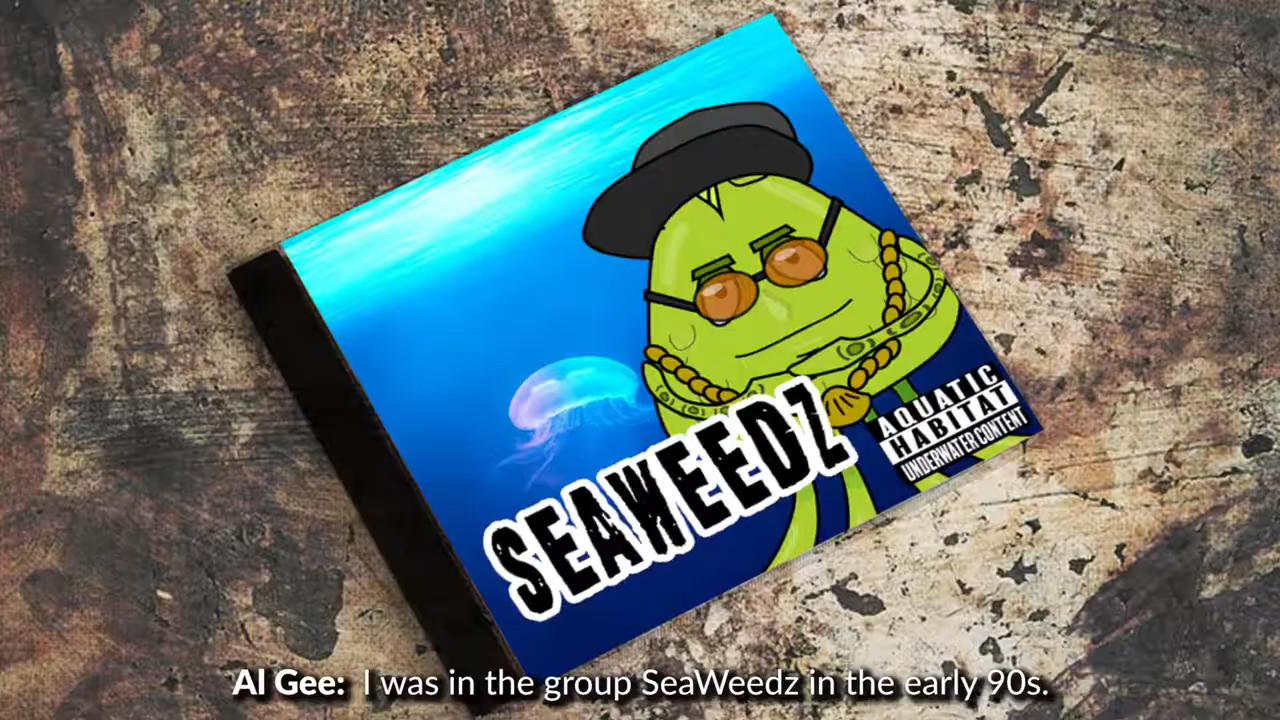 SEAWEEDZ
AQUATIC
HABITAT
UNDERWATER CONTENT
Al Gee: I was in the group SeaWeedz in the early 90s.